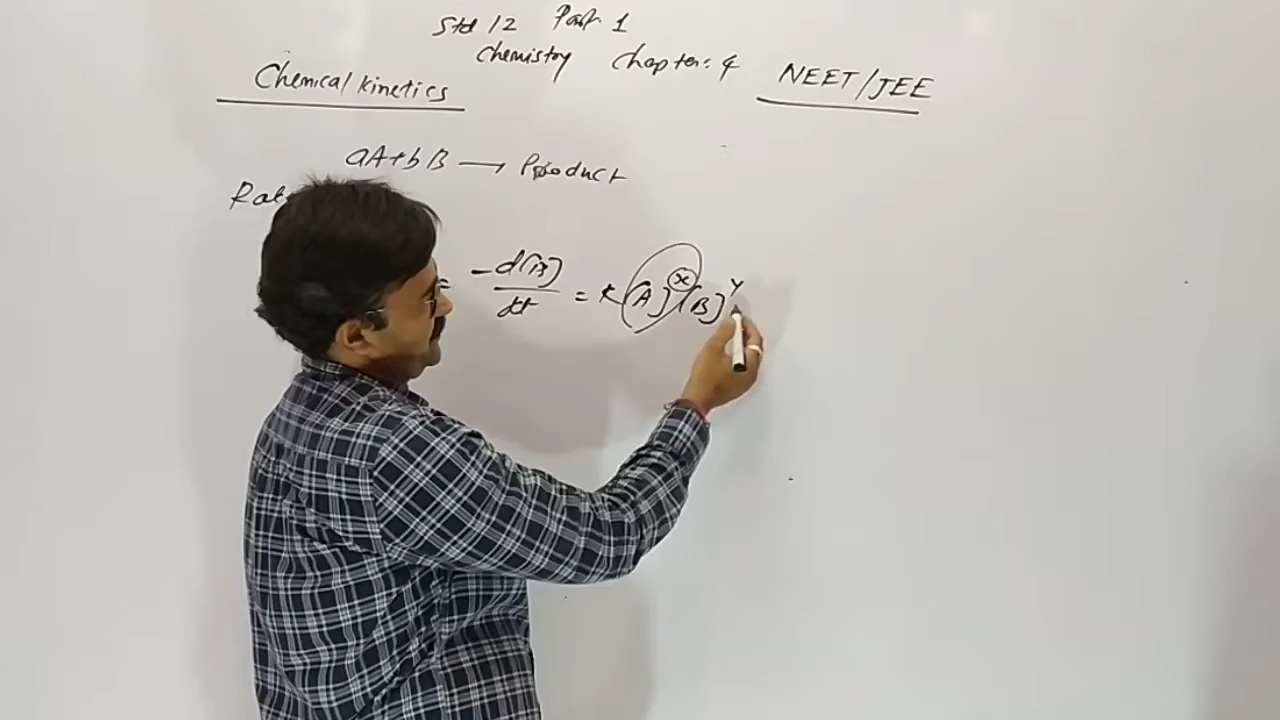 Std 12 Part 1
Chemistry Chapter: 4
NEET/JEE
Chemical kinetics
aA+bB → Product
= -d[B]/dt = k[A]^x [B]^y